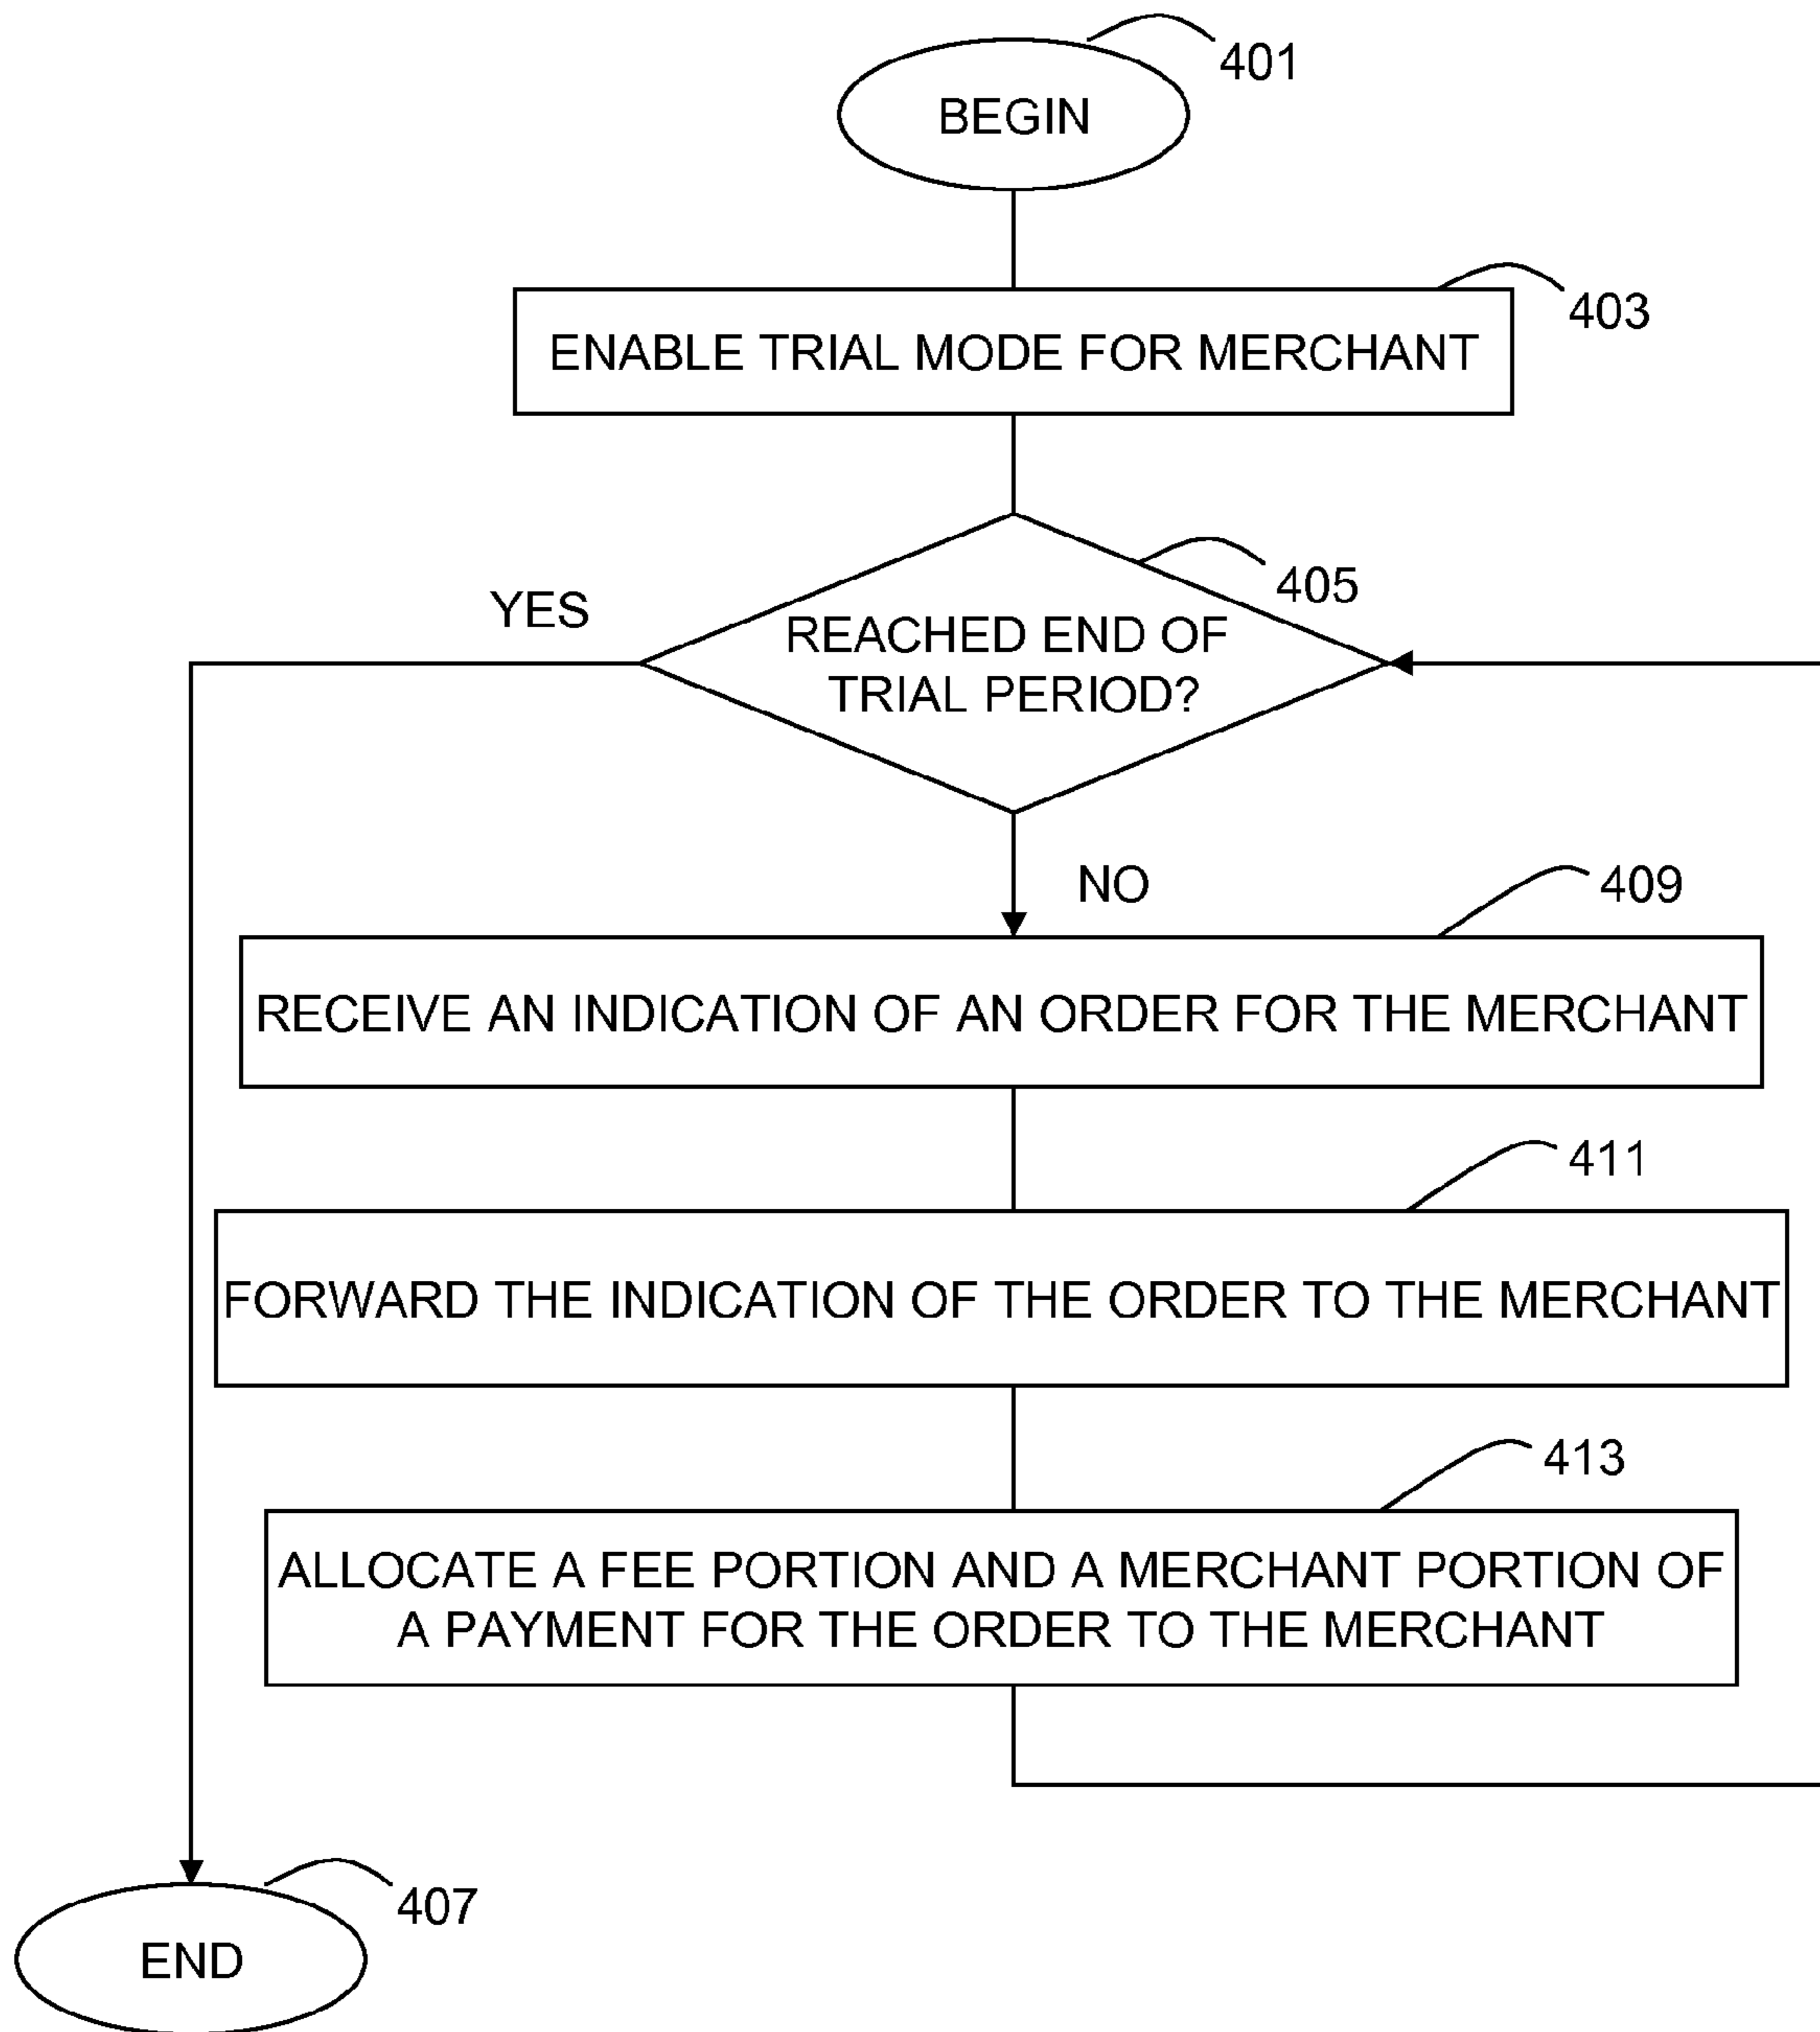 401
BEGIN
403
ENABLE TRIAL MODE FOR MERCHANT
405
YES
REACHED END OF
TRIAL PERIOD?
NO
409
RECEIVE AN INDICATION OF AN ORDER FOR THE MERCHANT
411
FORWARD THE INDICATION OF THE ORDER TO THE MERCHANT
413
ALLOCATE A FEE PORTION AND A MERCHANT PORTION OF
A PAYMENT FOR THE ORDER TO THE MERCHANT
407
END